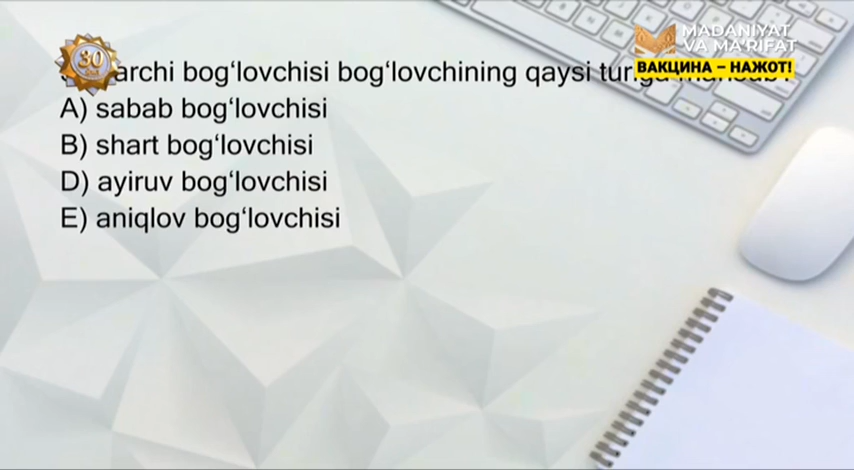 30
MADANIYAT
VA MA'RIFAT
ВАКЦИНА – НАЖОТ!
bog‘lovchisi bog‘lovchining qaysi
A) sabab bog‘lovchisi
B) shart bog‘lovchisi
D) ayiruv bog‘lovchisi
E) aniqlov bog‘lovchisi